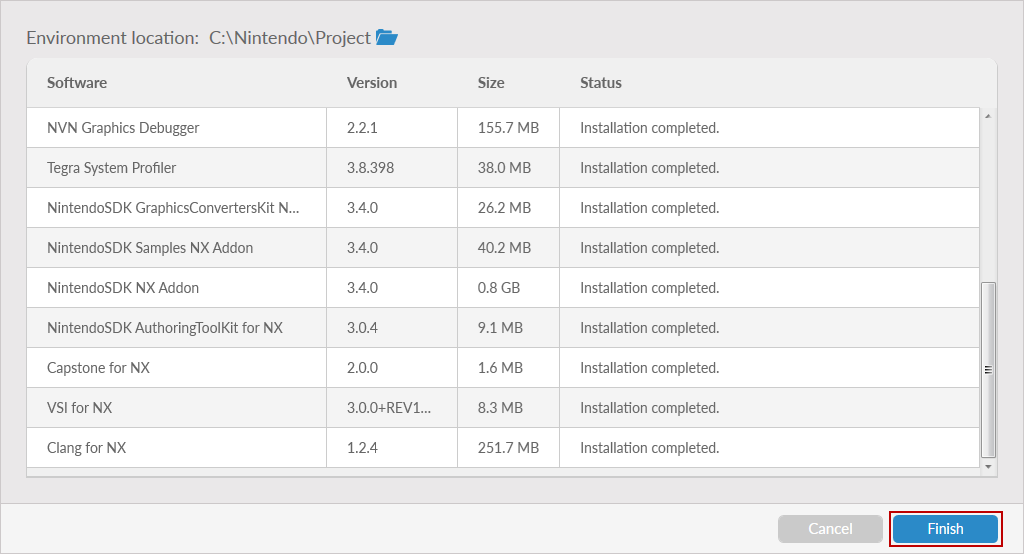 Environment location: C:\Nintendo\Project
Software Version Size Status
NVN Graphics Debugger 2.2.1 155.7 MB Installation completed.
Tegra System Profiler 3.8.398 38.0 MB Installation completed.
NintendoSDK GraphicsConvertersKit N... 3.4.0 26.2 MB Installation completed.
NintendoSDK Samples NX Addon 3.4.0 40.2 MB Installation completed.
NintendoSDK NX Addon 3.4.0 0.8 GB Installation completed.
NintendoSDK AuthoringToolKit for NX 3.0.4 9.1 MB Installation completed.
Capstone for NX 2.0.0 1.6 MB Installation completed.
VSI for NX 3.0.0+REV1... 8.3 MB Installation completed.
Clang for NX 1.2.4 251.7 MB Installation completed.
Cancel Finish